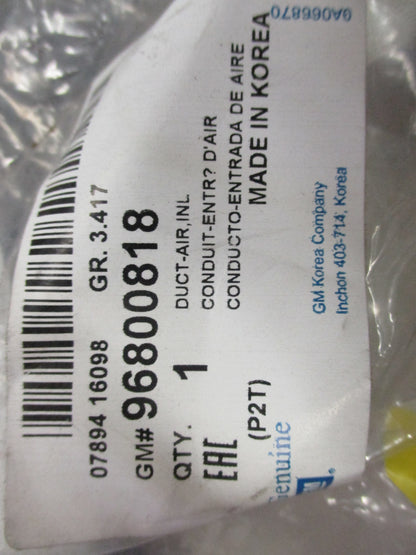 07894 16098 GR. 3.417
GM# 96800818
QTY. 1 DUCT-AIR,INL
CONDUIT-ENTR? D'AIR
CONDUCTO-ENTRADA DE AIRE
EAC (P2T) MADE IN KOREA
GM Korea Company
Inchon 403-714, Korea
Genuine
®
9A066870